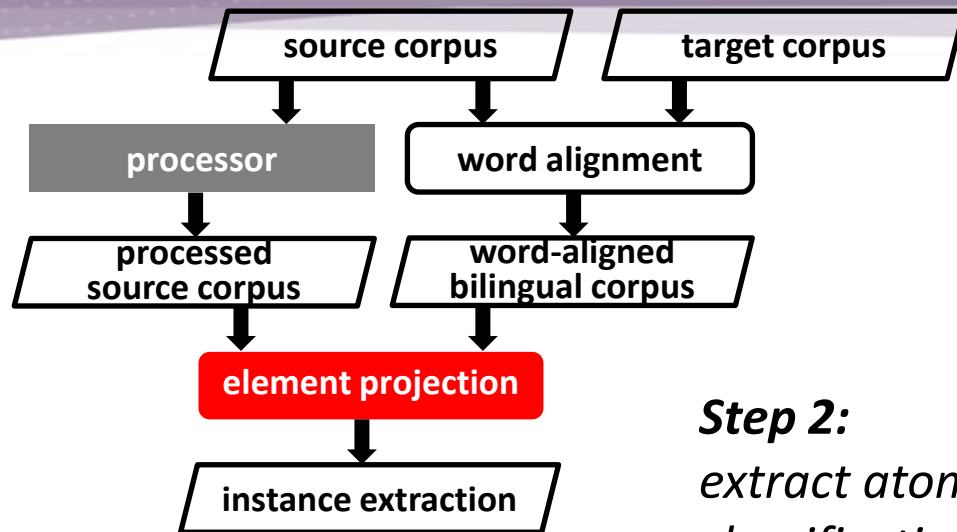 source corpus
target corpus
processor
word alignment
processed
source corpus
word-aligned
bilingual corpus
element projection
instance extraction
Step 2:
extract atom